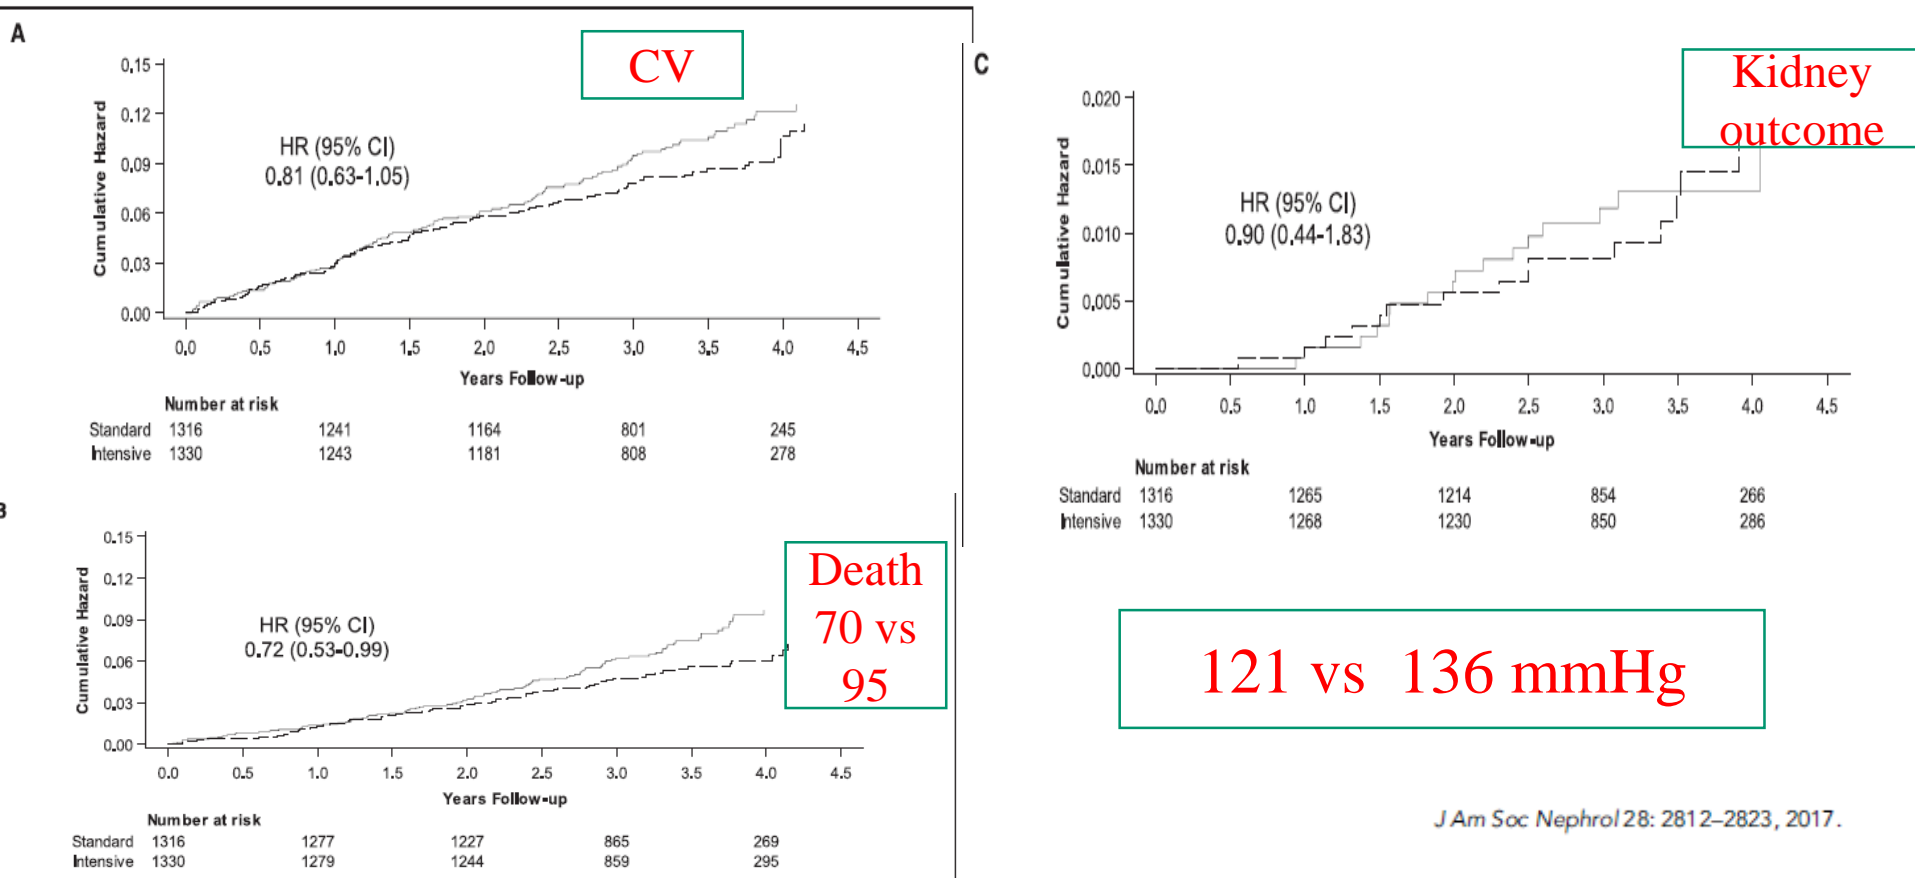 A
CV
0.15
0.12
0.09
0.06
0.03
0.00
Cumulative Hazard
HR (95% CI)
0.81 (0.63-1.05)
0.0 0.5 1.0 1.5 2.0 2.5 3.0 3.5 4.0 4.5
Years Follow-up
Number at risk
Standard 1316 1241 1164 801 245
Intensive 1330 1243 1181 808 278
B
0.15
0.12
0.09
0.06
0.03
0.00
Cumulative Hazard
HR (95% CI)
0.72 (0.53-0.99)
Death
70 vs
95
0.0 0.5 1.0 1.5 2.0 2.5 3.0 3.5 4.0 4.5
Years Follow-up
Number at risk
Standard 1316 1277 1227 865 269
Intensive 1330 1279 1244 859 295
C
Kidney
outcome
0.020
0.015
0.010
0.005
0.000
Cumulative Hazard
HR (95% CI)
0.90 (0.44-1.83)
0.0 0.5 1.0 1.5 2.0 2.5 3.0 3.5 4.0 4.5
Years Follow-up
Number at risk
Standard 1316 1265 1214 854 266
Intensive 1330 1268 1230 850 286
121 vs 136 mmHg
J Am Soc Nephrol 28: 2812–2823, 2017.